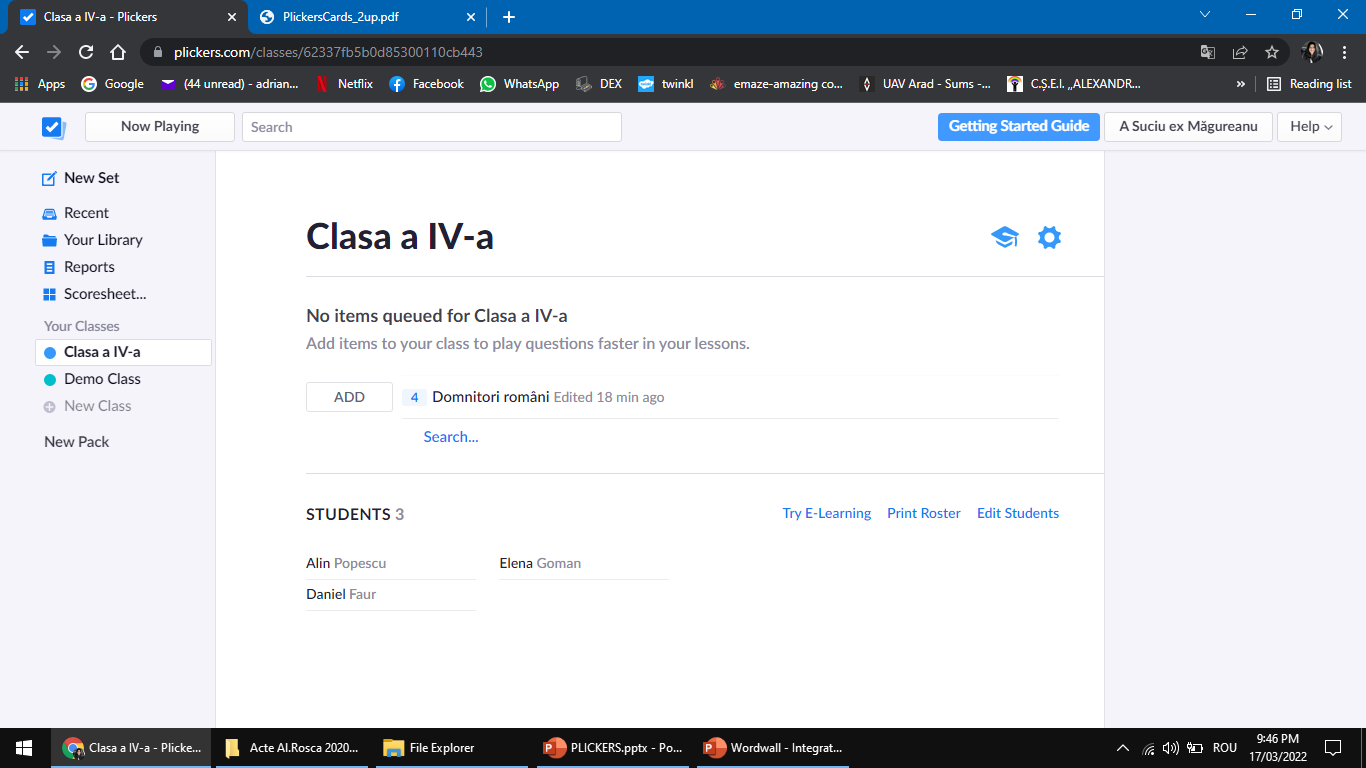 Clasa a IV-a - Plickers
PlickersCards_2up.pdf
plickers.com/classes/62337fb5b0d85300110cb443
Apps
Google
(44 unread) - adrian...
Netflix
Facebook
WhatsApp
DEX
twinkl
emaze-amazing co...
UAV Arad - Sums -...
C.Ș.E.I. „ALEXANDR...
»
Reading list
Now Playing
Search
Getting Started Guide
A Suciu ex Măgureanu
Help
New Set
Recent
Your Library
Reports
Scoresheet...
Your Classes
Clasa a IV-a
Demo Class
New Class
New Pack
Clasa a IV-a
No items queued for Clasa a IV-a
Add items to your class to play questions faster in your lessons.
ADD
4 Domnitori români Edited 18 min ago
Search...
STUDENTS 3
Try E-Learning
Print Roster
Edit Students
Alin Popescu
Elena Goman
Daniel Faur
Clasa a IV-a - Plicke...
Acte Al.Rosca 2020...
File Explorer
PLICKERS.pptx - Po...
Wordwall - Integrat...
ROU
9:46 PM
17/03/2022